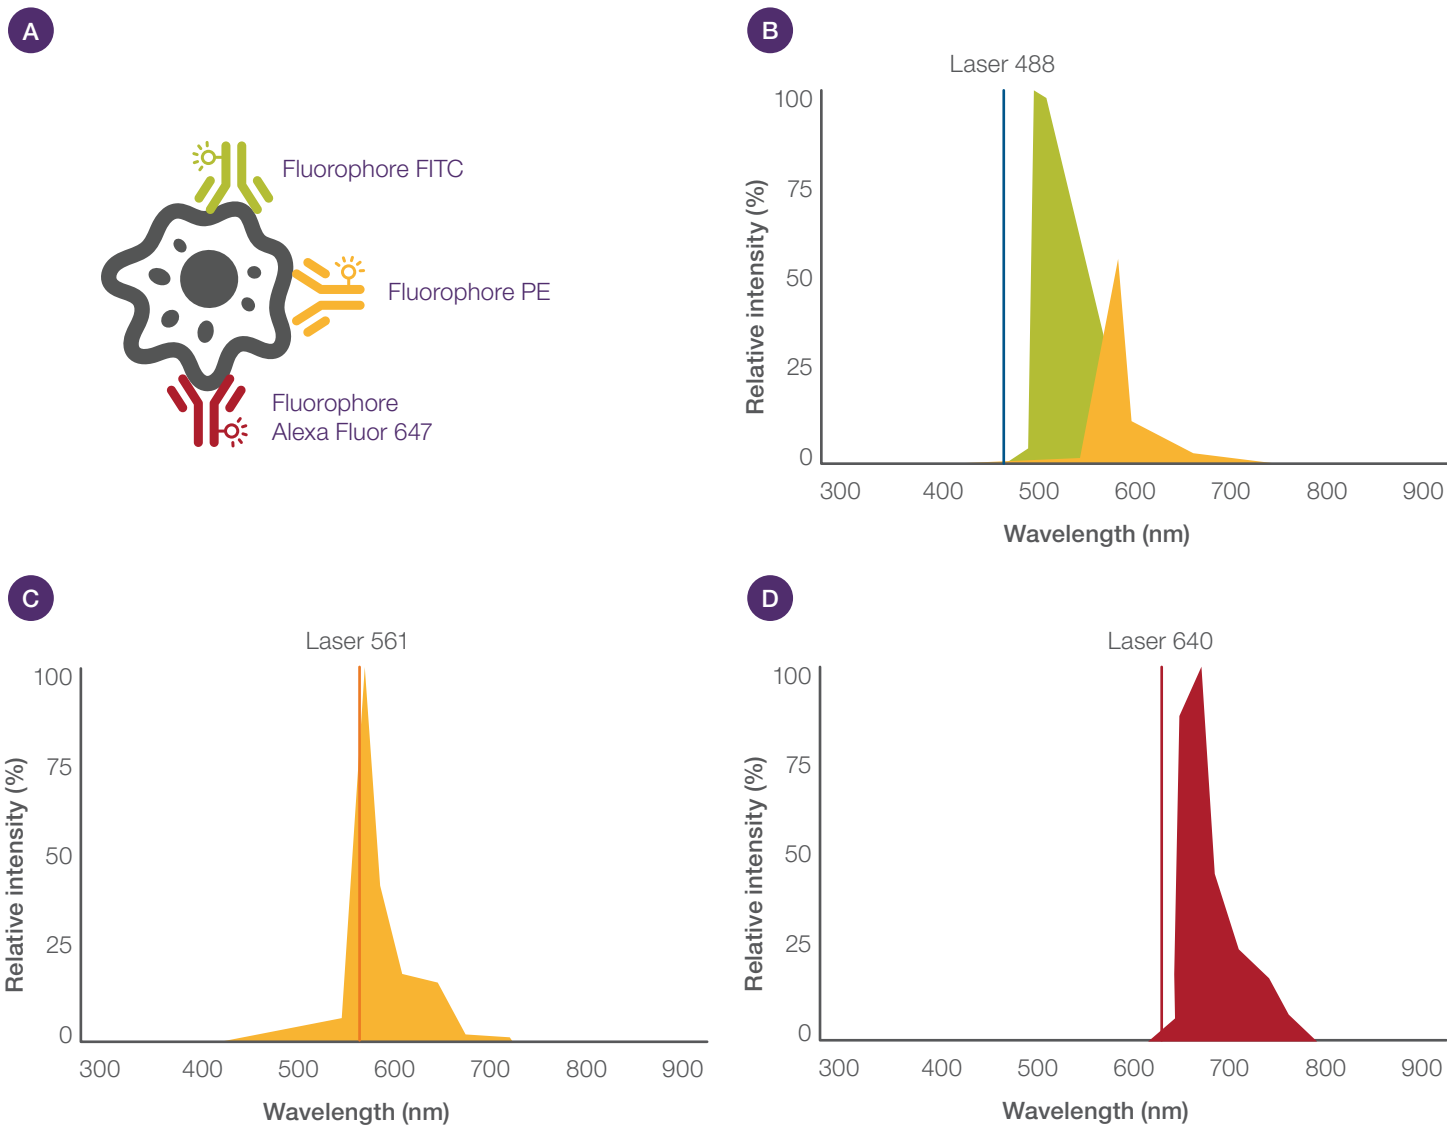 A
Fluorophore FITC
Fluorophore PE
Fluorophore
Alexa Fluor 647
B
Laser 488
100
75
50
25
0
Relative intensity (%)
300 400 500 600 700 800 900
Wavelength (nm)
C
Laser 561
100
75
50
25
0
Relative intensity (%)
300 400 500 600 700 800 900
Wavelength (nm)
D
Laser 640
100
75
50
25
0
Relative intensity (%)
300 400 500 600 700 800 900
Wavelength (nm)